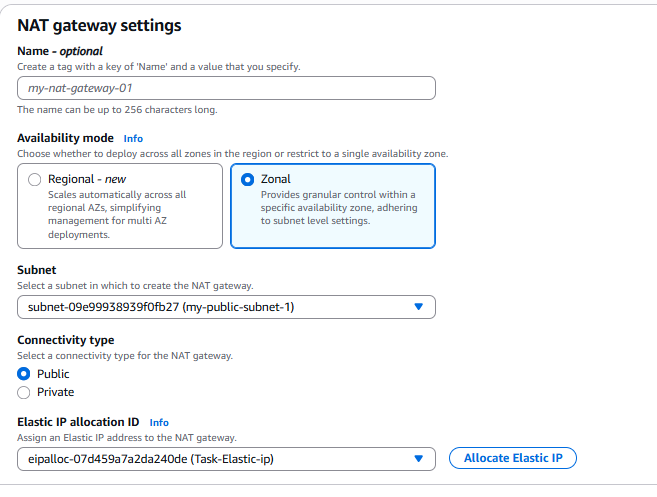 NAT gateway settings
Name - optional
Create a tag with a key of 'Name' and a value that you specify.
my-nat-gateway-01
The name can be up to 256 characters long.
Availability mode Info
Choose whether to deploy across all zones in the region or restrict to a single availability zone.
Regional - new
Scales automatically across all
regional AZs, simplifying
management for multi AZ
deployments.
Zonal
Provides granular control within a
specific availability zone, adhering
to subnet level settings.
Subnet
Select a subnet in which to create the NAT gateway.
subnet-09e99938939f0fb27 (my-public-subnet-1)
Connectivity type
Select a connectivity type for the NAT gateway.
Public
Private
Elastic IP allocation ID Info
Assign an Elastic IP address to the NAT gateway.
eipalloc-07d459a7a2da240de (Task-Elastic-ip)
Allocate Elastic IP